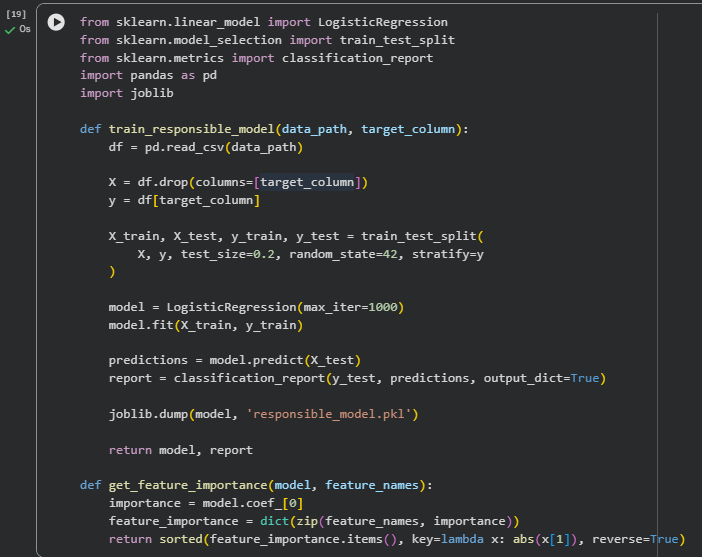 [19]
0s
from sklearn.linear_model import LogisticRegression
from sklearn.model_selection import train_test_split
from sklearn.metrics import classification_report
import pandas as pd
import joblib

def train_responsible_model(data_path, target_column):
    df = pd.read_csv(data_path)

    X = df.drop(columns=[target_column])
    y = df[target_column]

    X_train, X_test, y_train, y_test = train_test_split(
        X, y, test_size=0.2, random_state=42, stratify=y
    )

    model = LogisticRegression(max_iter=1000)
    model.fit(X_train, y_train)

    predictions = model.predict(X_test)
    report = classification_report(y_test, predictions, output_dict=True)

    joblib.dump(model, 'responsible_model.pkl')

    return model, report

def get_feature_importance(model, feature_names):
    importance = model.coef_[0]
    feature_importance = dict(zip(feature_names, importance))
    return sorted(feature_importance.items(), key=lambda x: abs(x[1]), reverse=True)